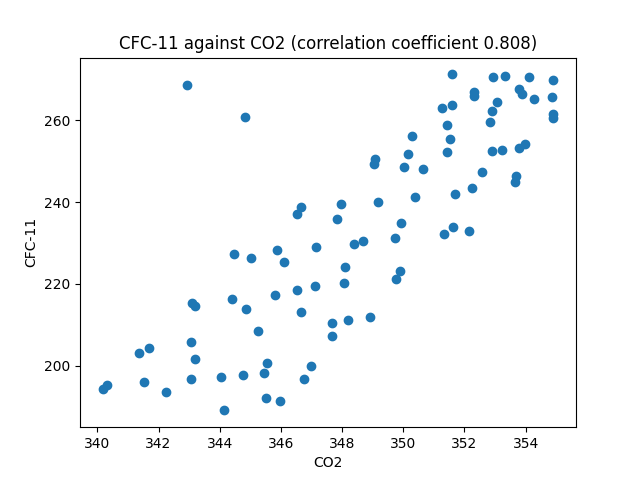 CFC-11 against CO2 (correlation coefficient 0.808)
CFC-11
260
240
220
200
340 342 344 346 348 350 352 354
CO2